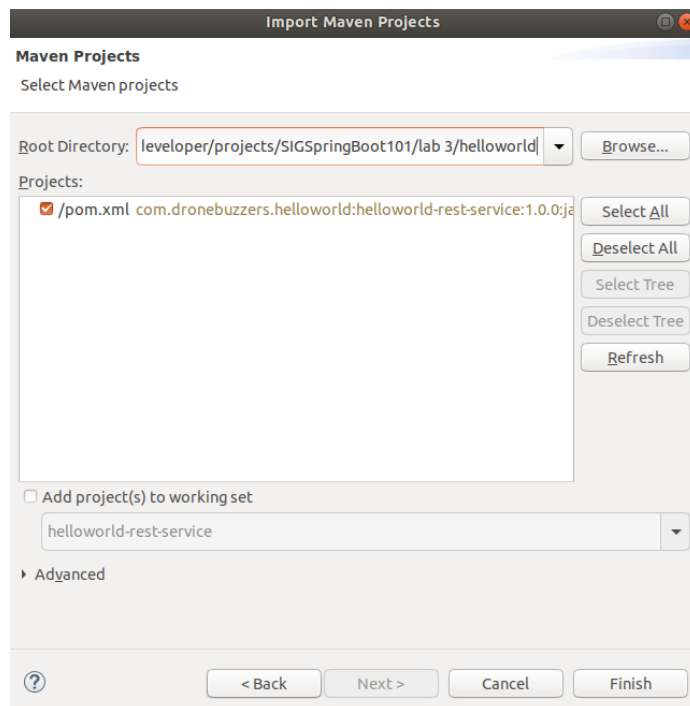 Import Maven Projects
Maven Projects
Select Maven projects
Root Directory: leveloper/projects/SIGSpringBoot101/lab 3/helloworld Browse...
Projects:
/pom.xml com.dronebuzzers.helloworld:helloworld-rest-service:1.0.0:ja Select All
Deselect All
Select Tree
Deselect Tree
Refresh
Add project(s) to working set
helloworld-rest-service
Advanced
? < Back Next > Cancel Finish